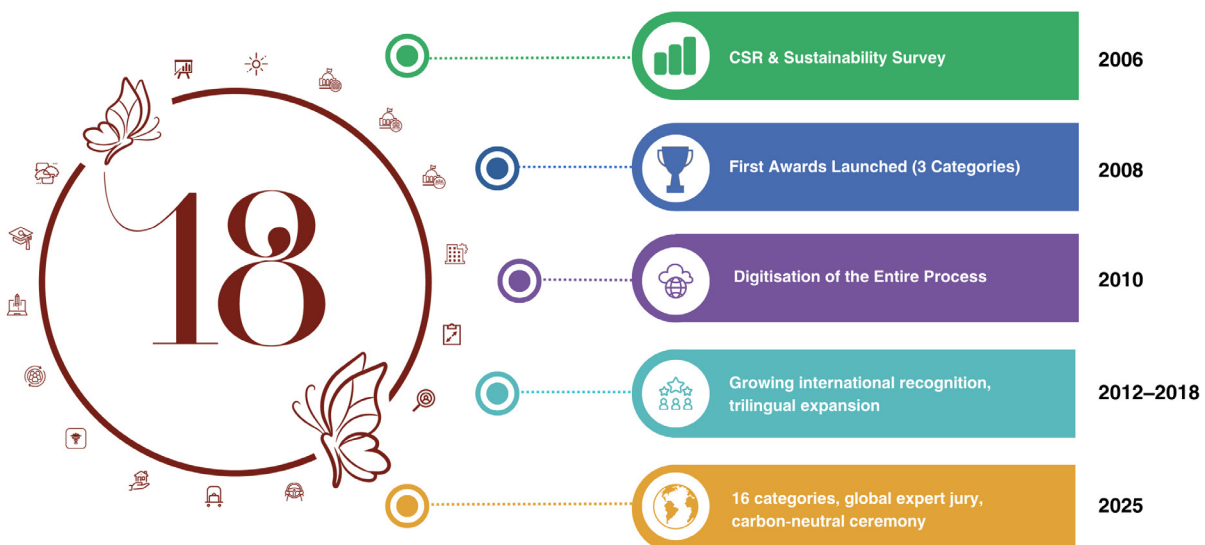 18
CSR & Sustainability Survey
2006
First Awards Launched (3 Categories)
2008
Digitisation of the Entire Process
2010
Growing international recognition,
trilingual expansion
2012–2018
16 categories, global expert jury,
carbon-neutral ceremony
2025